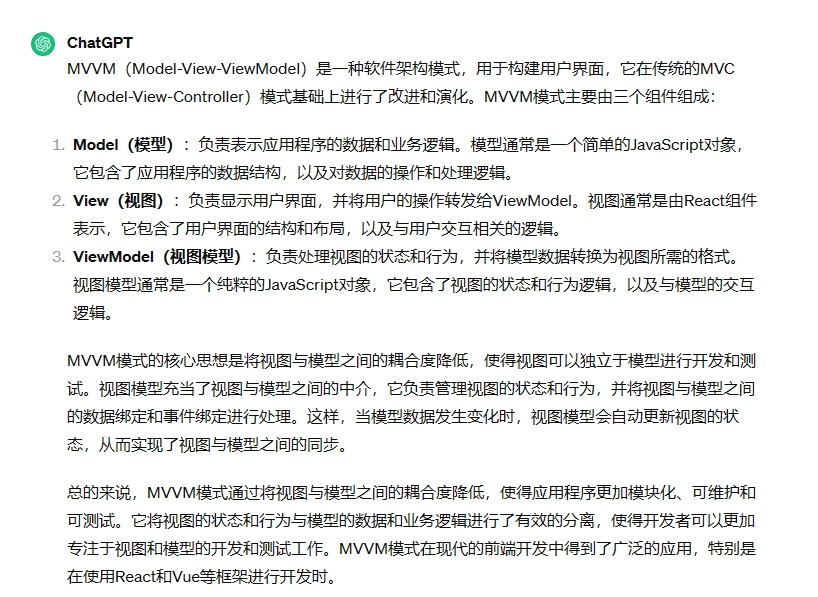 ChatGPT
MVVM（Model-View-ViewModel）是一种软件架构模式，用于构建用户界面，它在传统的MVC
（Model-View-Controller）模式基础上进行了改进和演化。MVVM模式主要由三个组件组成：
1. Model（模型）：负责表示应用程序的数据和业务逻辑。模型通常是一个简单的JavaScript对象，
它包含了应用程序的数据结构，以及对数据的操作和处理逻辑。
2. View（视图）：负责显示用户界面，并将用户的操作转发给ViewModel。视图通常是由React组件
表示，它包含了用户界面的结构和布局，以及与用户交互相关的逻辑。
3. ViewModel（视图模型）：负责处理视图的状态和行为，并将模型数据转换为视图所需的格式。
视图模型通常是一个纯粹的JavaScript对象，它包含了视图的状态和行为逻辑，以及与模型的交互
逻辑。
MVVM模式的核心思想是将视图与模型之间的耦合度降低，使得视图可以独立于模型进行开发和测
试。视图模型充当了视图与模型之间的中介，它负责管理视图的状态和行为，并将视图与模型之间
的数据绑定和事件绑定进行处理。这样，当模型数据发生变化时，视图模型会自动更新视图的状
态，从而实现了视图与模型之间的同步。
总的来说，MVVM模式通过将视图与模型之间的耦合度降低，使得应用程序更加模块化、可维护和
可测试。它将视图的状态和行为与模型的数据和业务逻辑进行了有效的分离，使得开发者可以更加
专注于视图和模型的开发和测试工作。MVVM模式在现代的前端开发中得到了广泛的应用，特别是
在使用React和Vue等框架进行开发时。